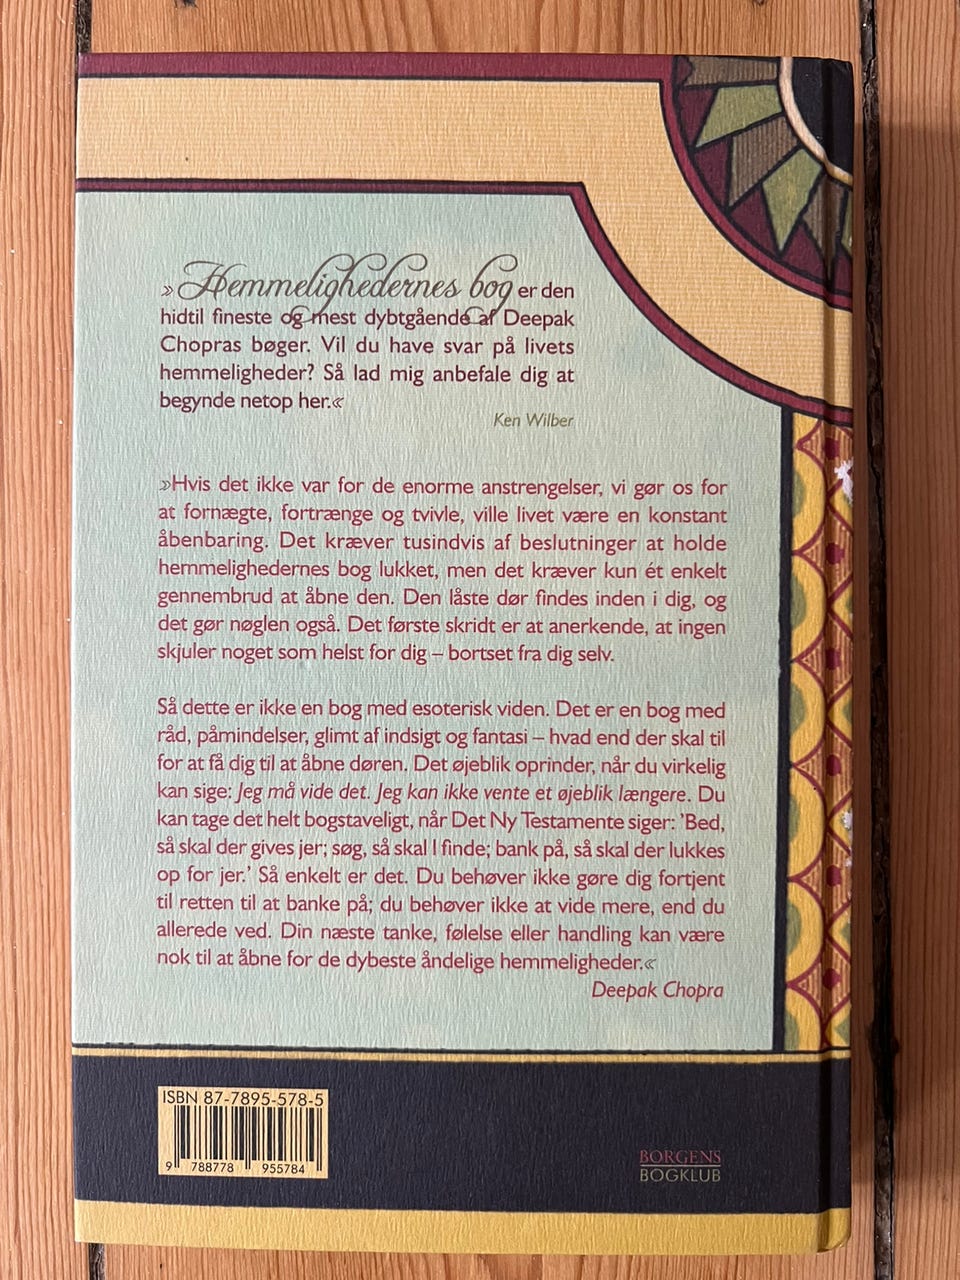 »Hemmelighedernes bog er den
hidtil fineste og mest dybtgående af Deepak
Chopras bøger. Vil du have svar på livets
hemmeligheder? Så lad mig anbefale dig at
begynde netop her.«
Ken Wilber
»Hvis det ikke var for de enorme anstrengelser, vi gør os for
at fornægte, fortrænge og tvivle, ville livet være en konstant
åbenbaring. Det kræver tusindvis af beslutninger at holde
hemmelighedernes bog lukket, men det kræver kun ét enkelt
gennembrud at åbne den. Den låste dør findes inden i dig, og
det gør nøglen også. Det første skridt er at anerkende, at ingen
skjuler noget som helst for dig – bortset fra dig selv.
Så dette er ikke en bog med esoterisk viden. Det er en bog med
råd, påmindelser, glimt af indsigt og fantasi – hvad end der skal til
for at få dig til at åbne døren. Det øjeblik oprinder, når du virkelig
kan sige: Jeg må vide det. Jeg kan ikke vente et øjeblik længere. Du
kan tage det helt bogstaveligt, når Det Ny Testamente siger: 'Bed,
så skal der gives jer; søg, så skal I finde; bank på, så skal der lukkes
op for jer.' Så enkelt er det. Du behøver ikke gøre dig fortjent
til retten til at banke på; du behøver ikke at vide mere, end du
allerede ved. Din næste tanke, følelse eller handling kan være
nok til at åbne for de dybeste åndelige hemmeligheder.«
Deepak Chopra
ISBN 87-7895-578-5
9 788778 955784
BORGENS
BOGKLUB